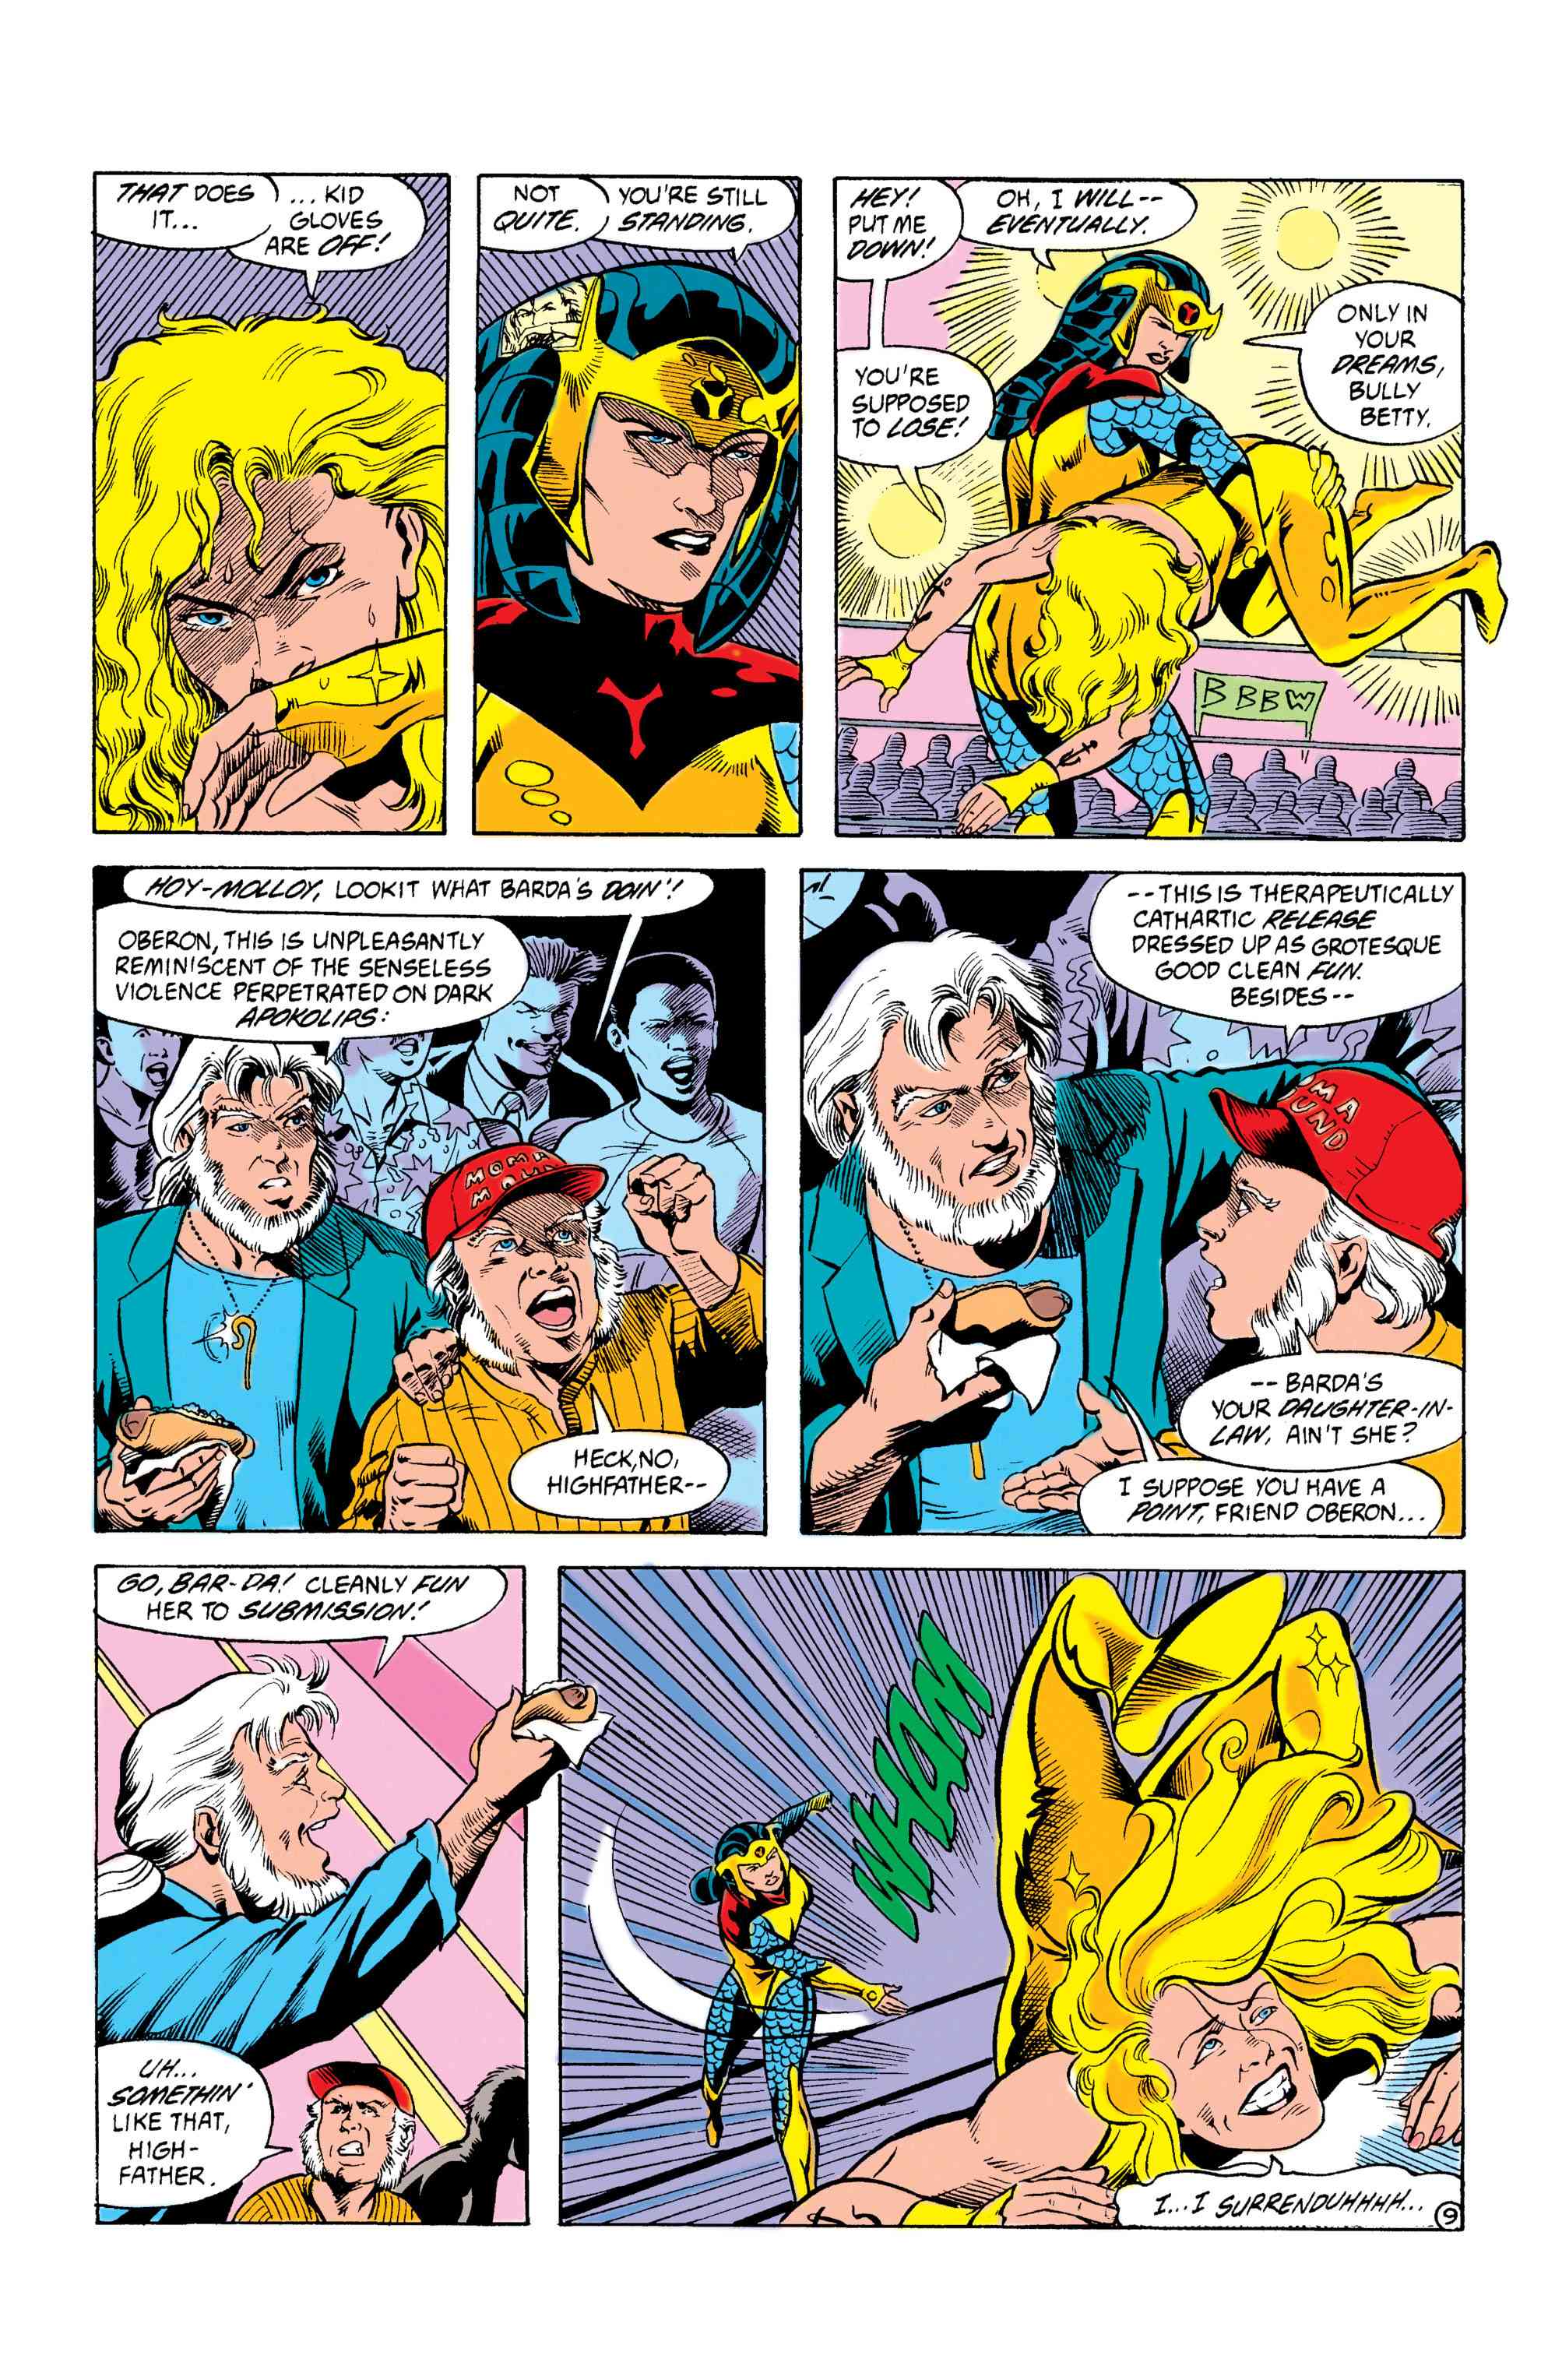 THAT DOES
IT...
...KID
GLOVES
ARE OFF!
NOT
QUITE.
YOU'RE STILL
STANDING.
HEY!
PUT ME
DOWN!
OH, I WILL--
EVENTUALLY.
YOU'RE
SUPPOSED
TO LOSE!
ONLY IN
YOUR
DREAMS,
BULLY
BETTY.
BBBW
HOY-MOLLOY, LOOKIT WHAT BARDA'S DOIN'!
OBERON, THIS IS UNPLEASANTLY
REMINISCENT OF THE SENSELESS
VIOLENCE PERPETRATED ON DARK
APOKOLIPS:
MOMA
MOUN
HECK, NO,
HIGHFATHER--
--THIS IS THERAPEUTICALLY
CATHARTIC RELEASE
DRESSED UP AS GROTESQUE
GOOD CLEAN FUN.
BESIDES--
OMA
OUND
--BARDA'S
YOUR DAUGHTER-IN-
LAW, AIN'T SHE?
I SUPPOSE YOU HAVE A
POINT, FRIEND OBERON...
GO, BAR-DA! CLEANLY FUN
HER TO SUBMISSION!
UH...
SOMETHIN'
LIKE THAT,
HIGH-
FATHER.
WHAM
I...I SURRENDUHHHH...
9